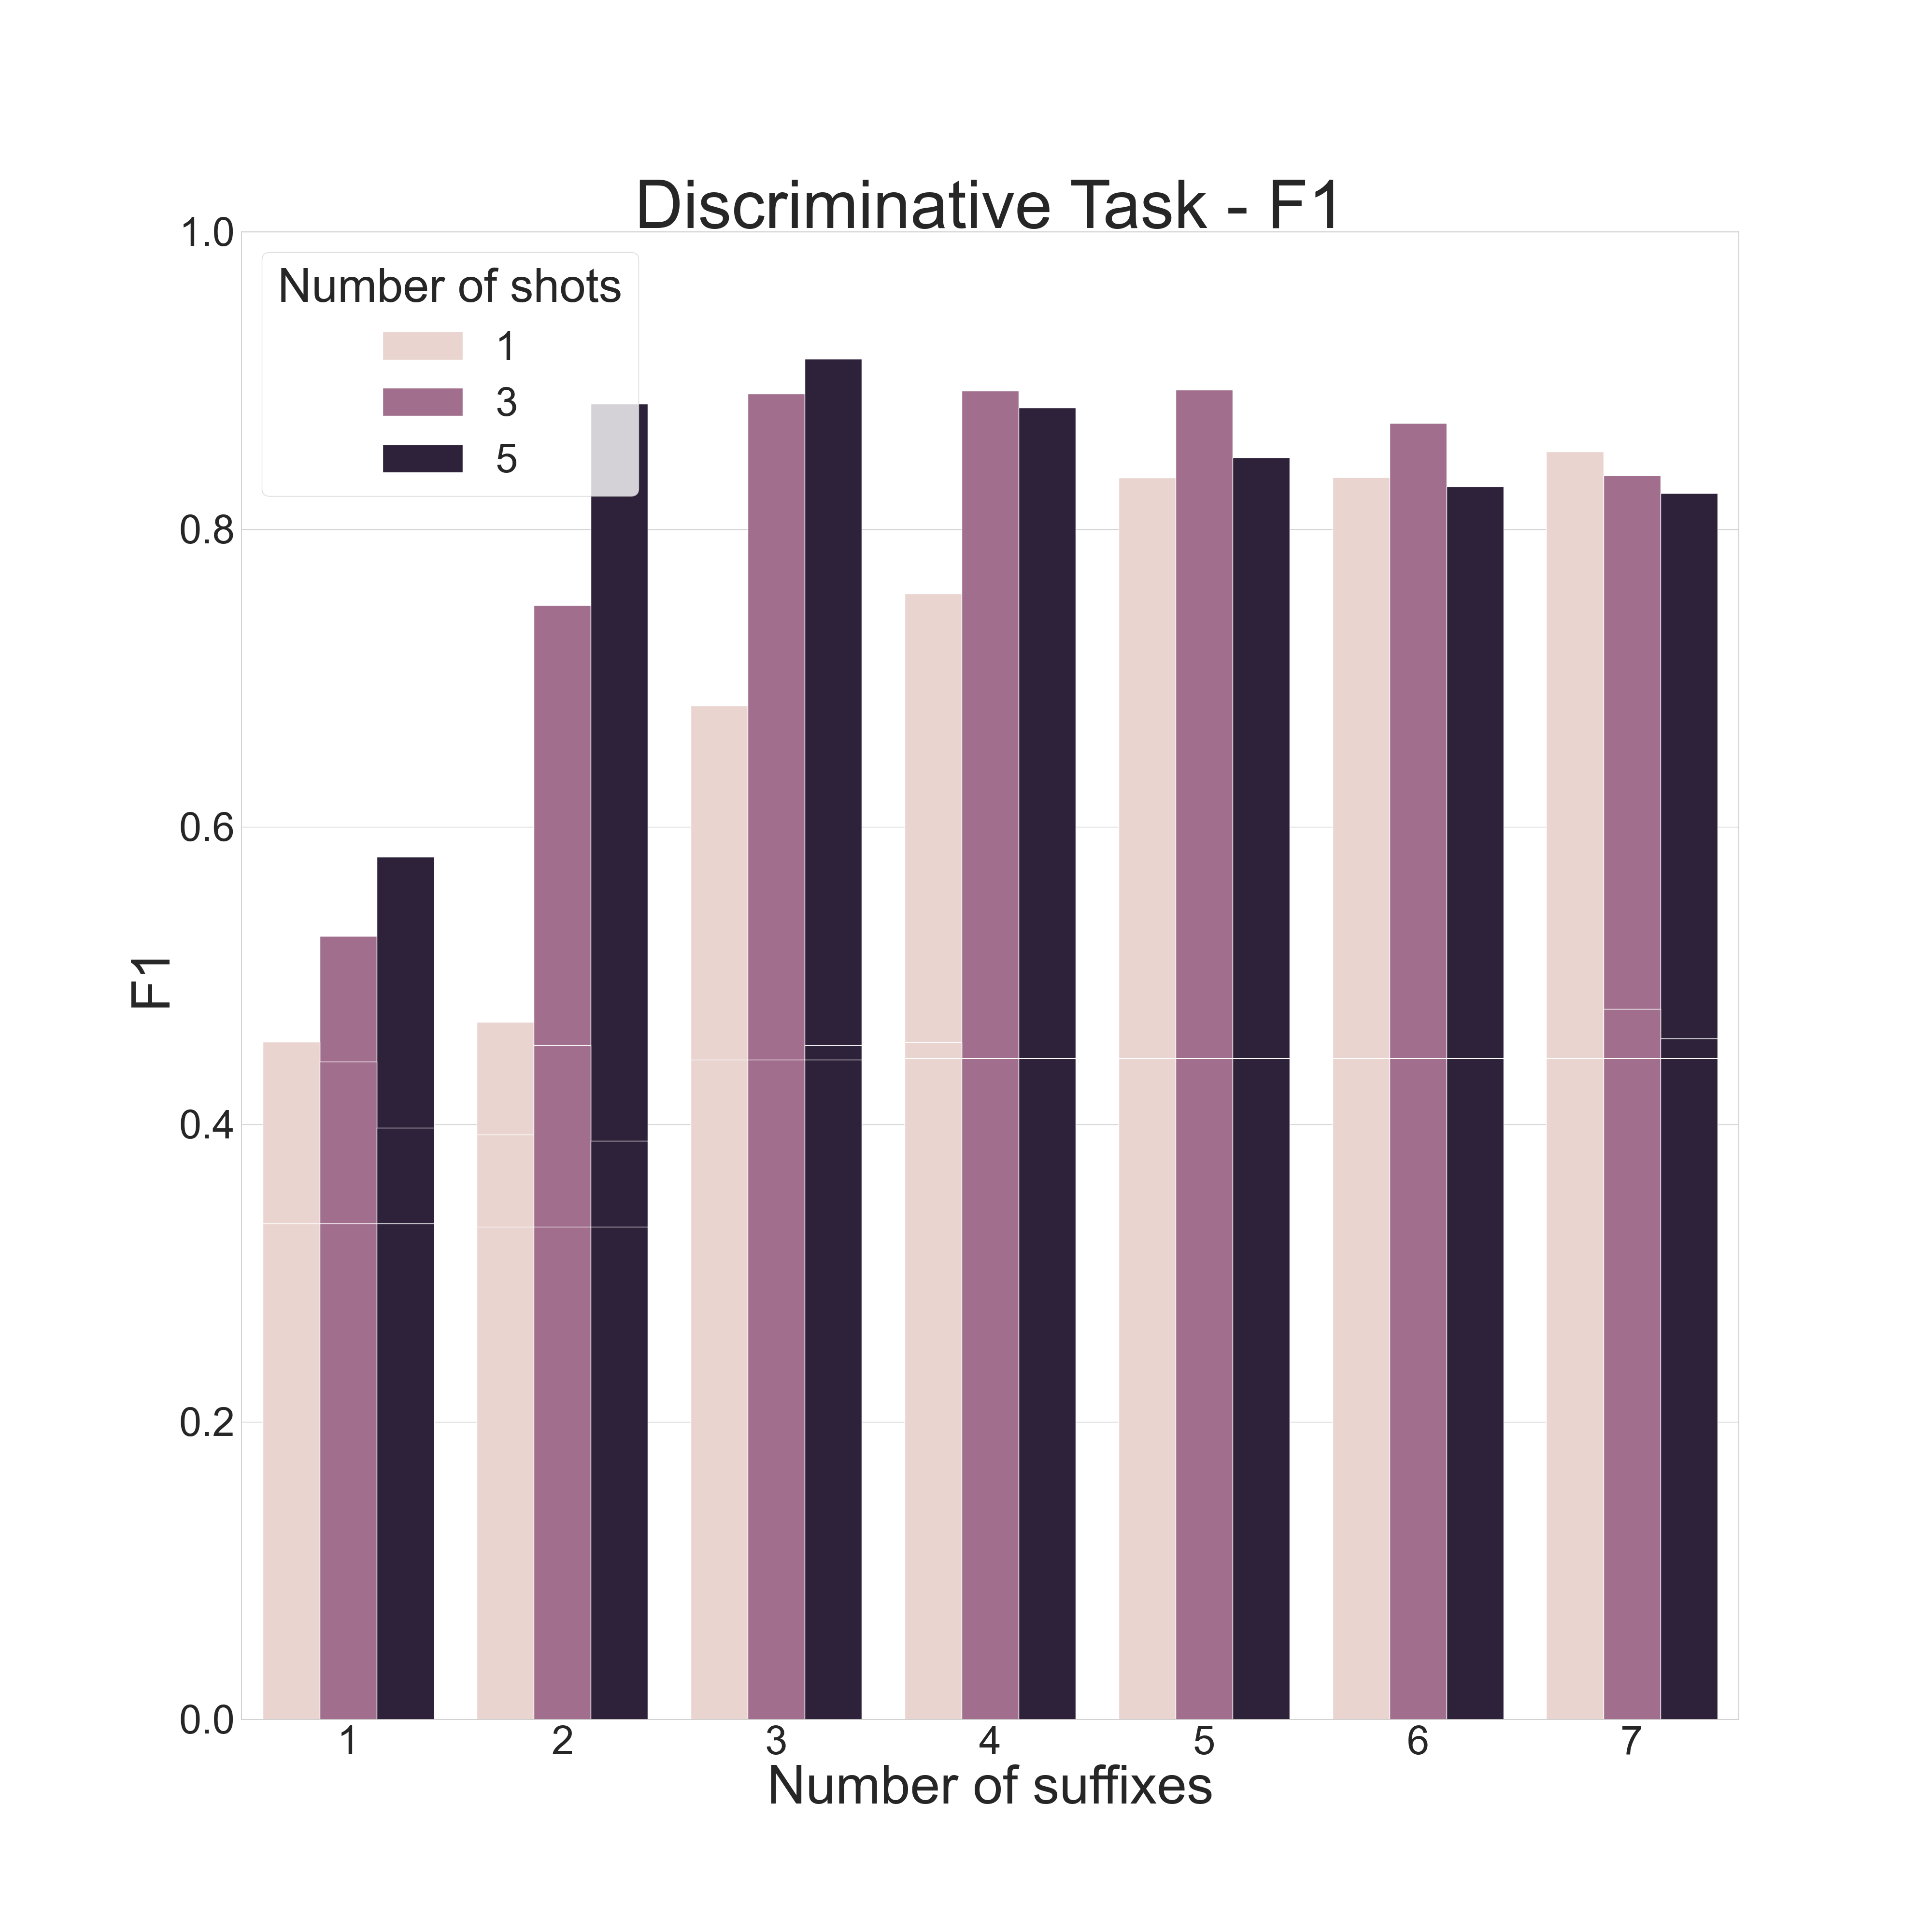 Discriminative Task - F1
1.0
Number of shots
1
3
5
0.8
0.6
F1
0.4
0.2
0.0
1 2 3 4 5 6 7
Number of suffixes